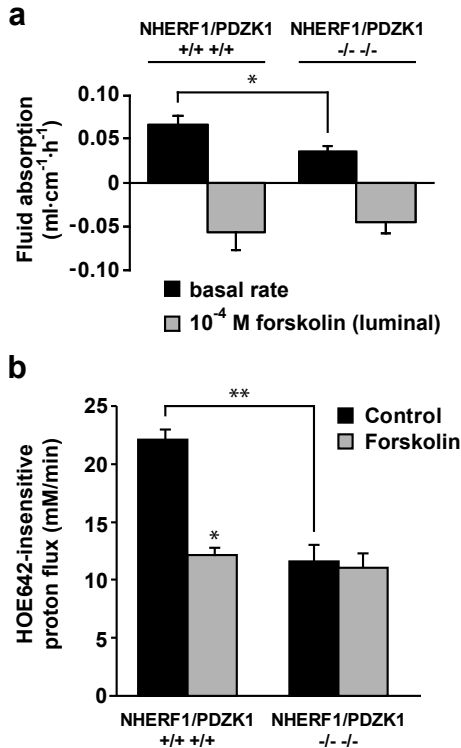 a
NHERF1/PDZK1 NHERF1/PDZK1
+/+ +/+ -/- -/-
*
Fluid absorption
(ml·cm⁻¹·h⁻¹)
0.10
0.05
0
-0.05
-0.10
basal rate
10⁻⁴ M forskolin (luminal)
b
HOE642-insensitive
proton flux (mM/min)
25
20
15
10
5
0
**
*
Control
Forskolin
NHERF1/PDZK1 NHERF1/PDZK1
+/+ +/+ -/- -/-